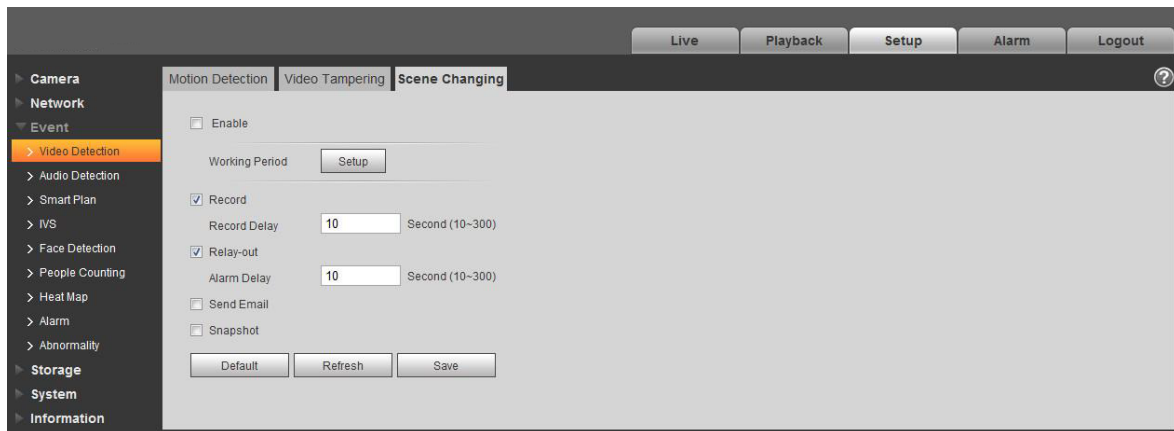 Live Playback Setup Alarm Logout
Camera
Network
Event
Video Detection
Audio Detection
Smart Plan
IVS
Face Detection
People Counting
Heat Map
Alarm
Abnormality
Storage
System
Information
Motion Detection Video Tampering Scene Changing
?
Enable
Working Period Setup
Record
Record Delay 10 Second (10~300)
Relay-out
Alarm Delay 10 Second (10~300)
Send Email
Snapshot
Default Refresh Save